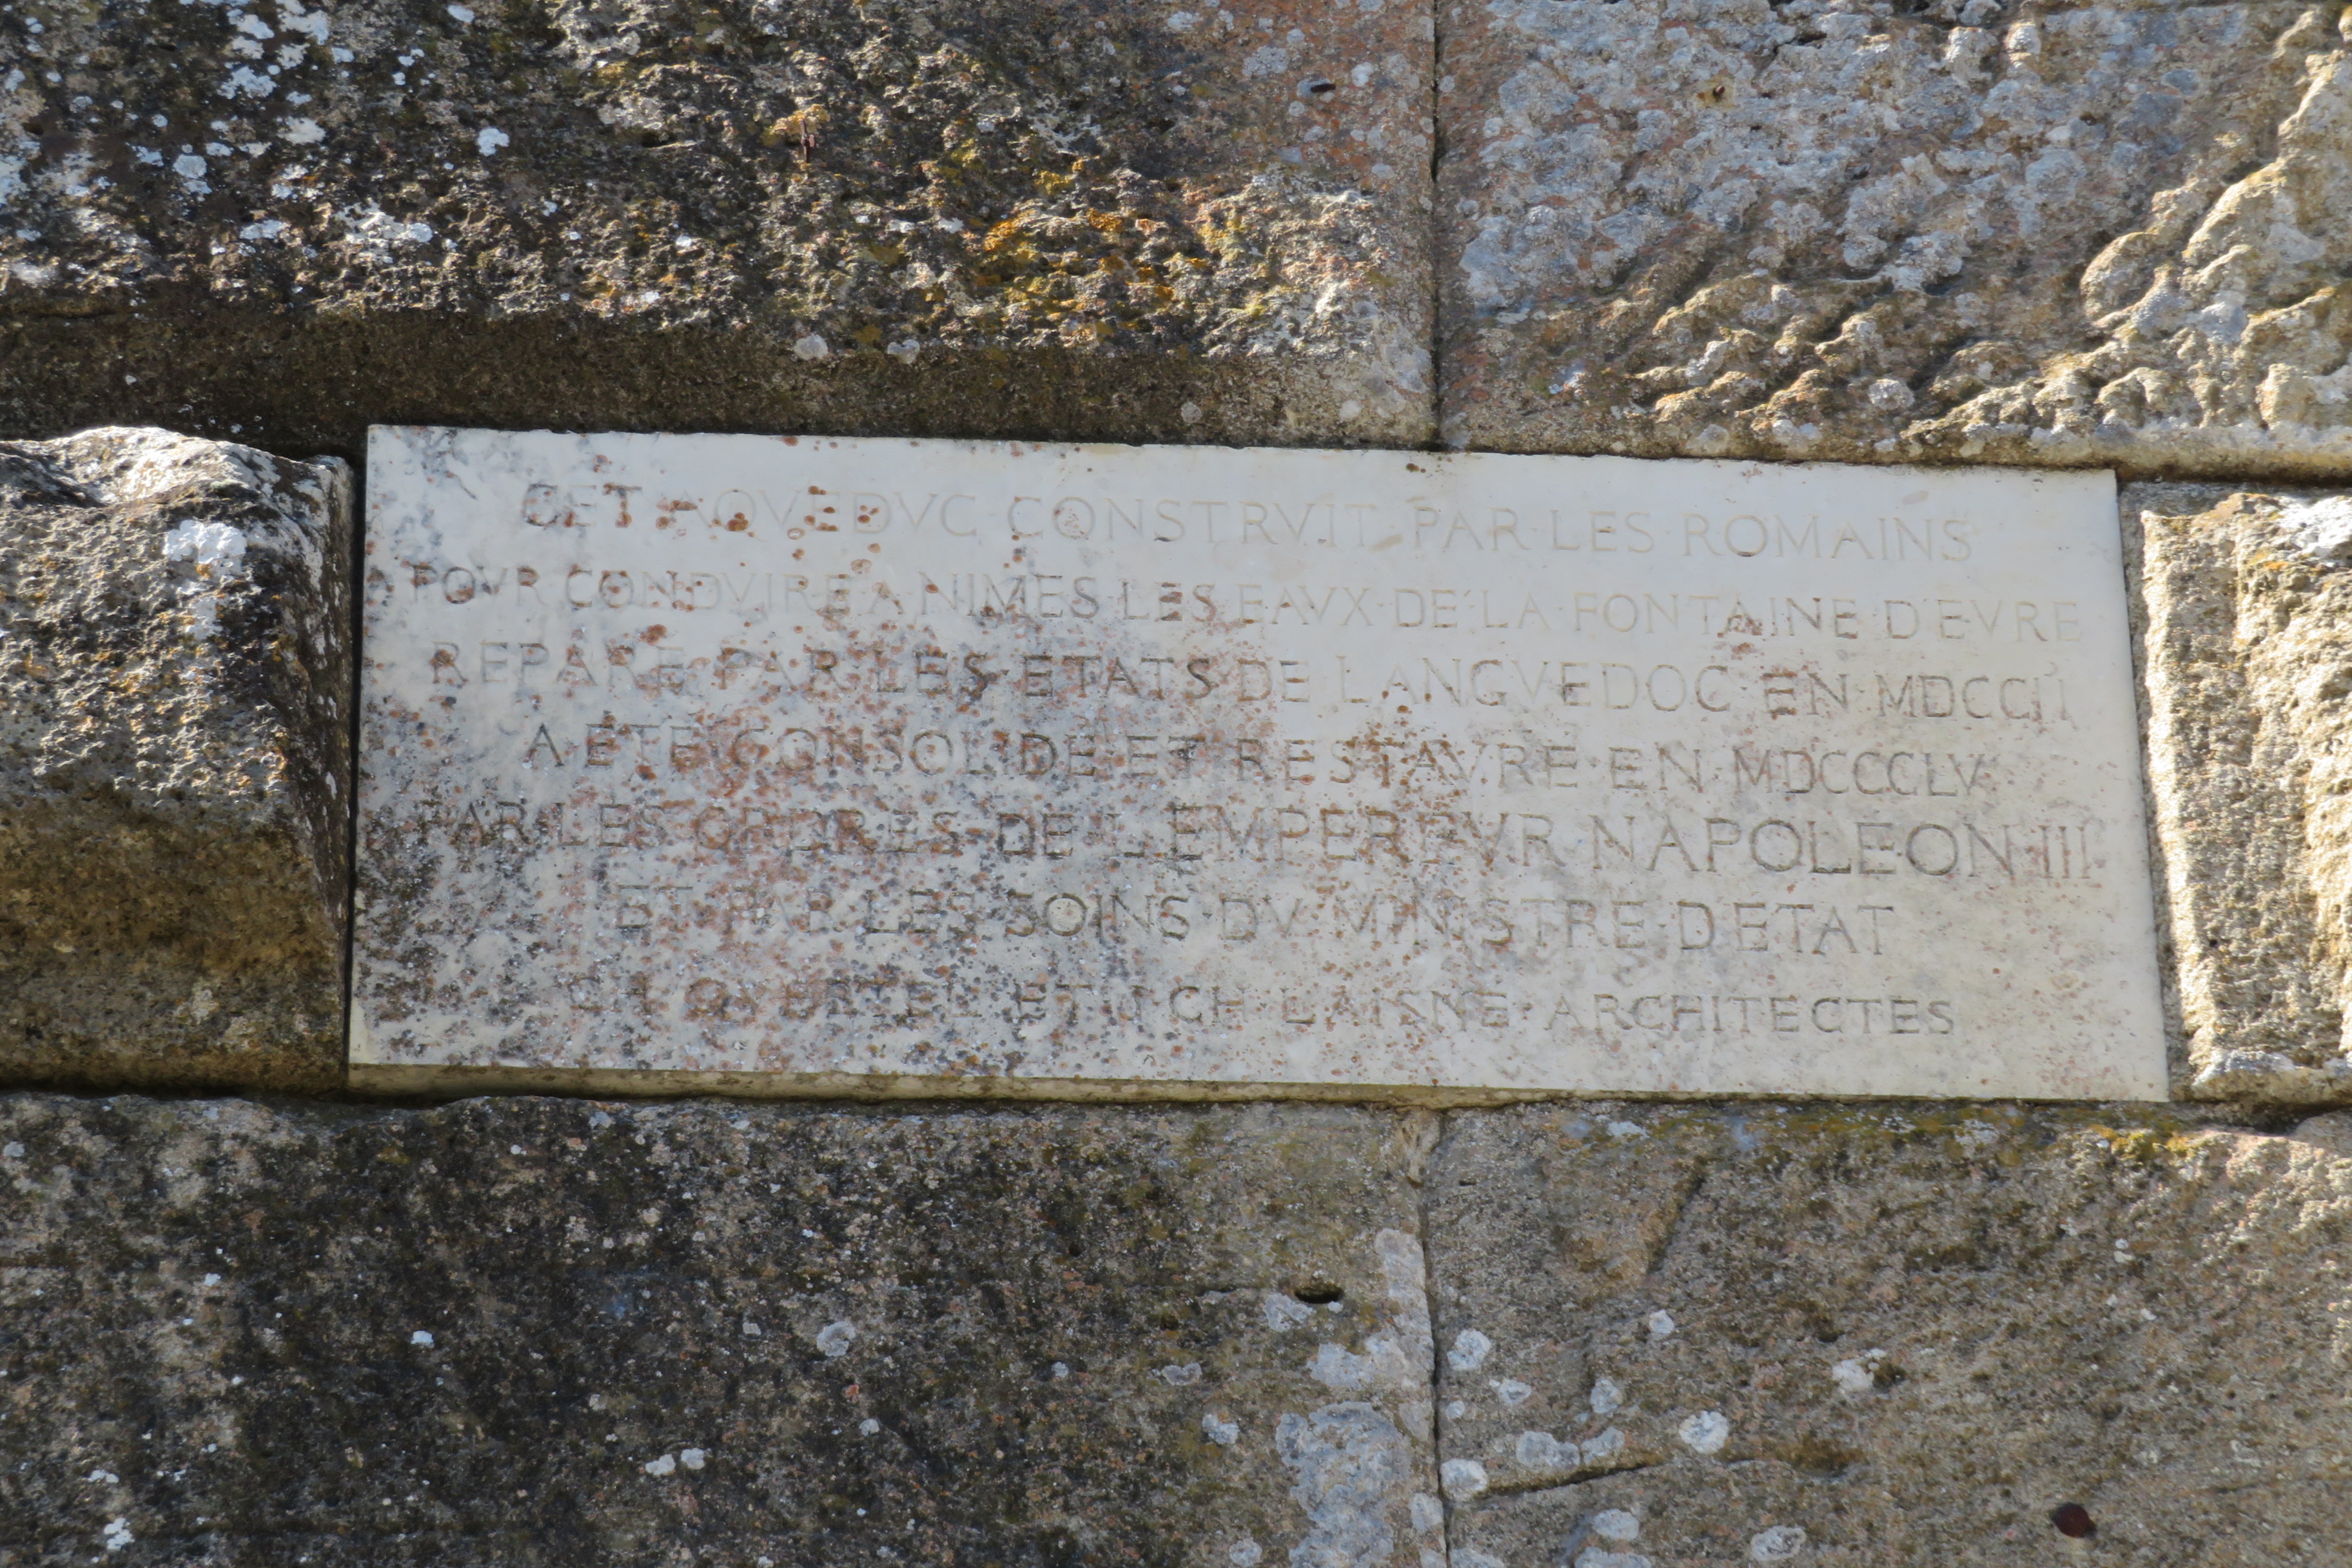 CET AQVEDVC CONSTRVIT PAR LES ROMAINS
POVR CONDVIRE A NIMES LES EAVX DE LA FONTAINE D EVRE
REPARE PAR LES ETATS DE LANGVEDOC EN MDCCII
A ETE CONSOLIDE ET RESTAVRE EN MDCCCLV
PAR LES ORDRES DE L EMPEREVR NAPOLEON III
ET PAR LES SOINS DV MINISTRE D ETAT
CH QVESTEL ET J CH LAISNE ARCHITECTES